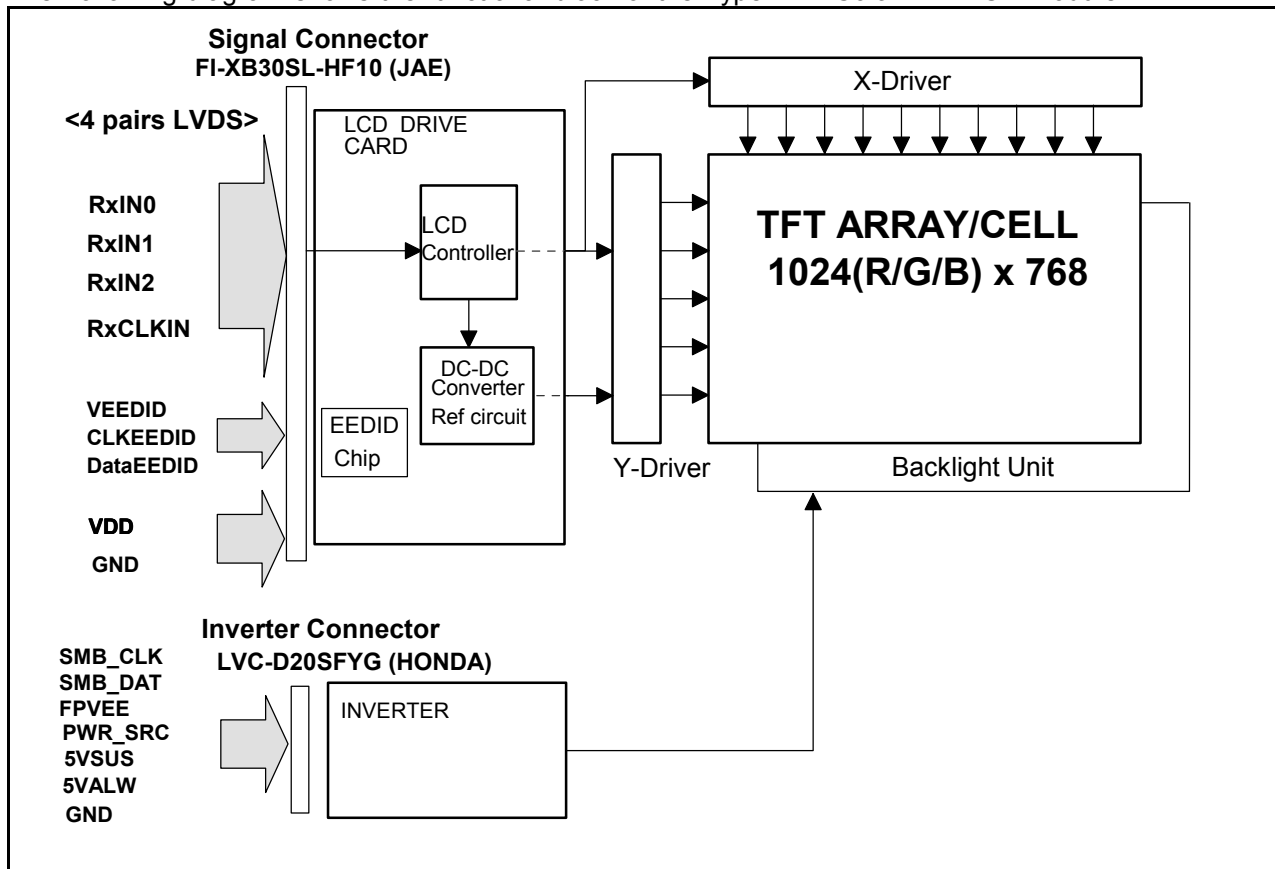 Signal Connector
FI-XB30SL-HF10 (JAE)
<4 pairs LVDS>
RxIN0
RxIN1
RxIN2
RxCLKIN
VEEDID
CLKEEDID
DataEEDID
VDD
GND
LCD DRIVE
CARD
LCD
Controller
DC-DC
Converter
Ref circuit
EEDID
Chip
X-Driver
Y-Driver
TFT ARRAY/CELL
1024(R/G/B) x 768
Backlight Unit
Inverter Connector
LVC-D20SFYG (HONDA)
SMB_CLK
SMB_DAT
FPVEE
PWR_SRC
5VSUS
5VALW
GND
INVERTER